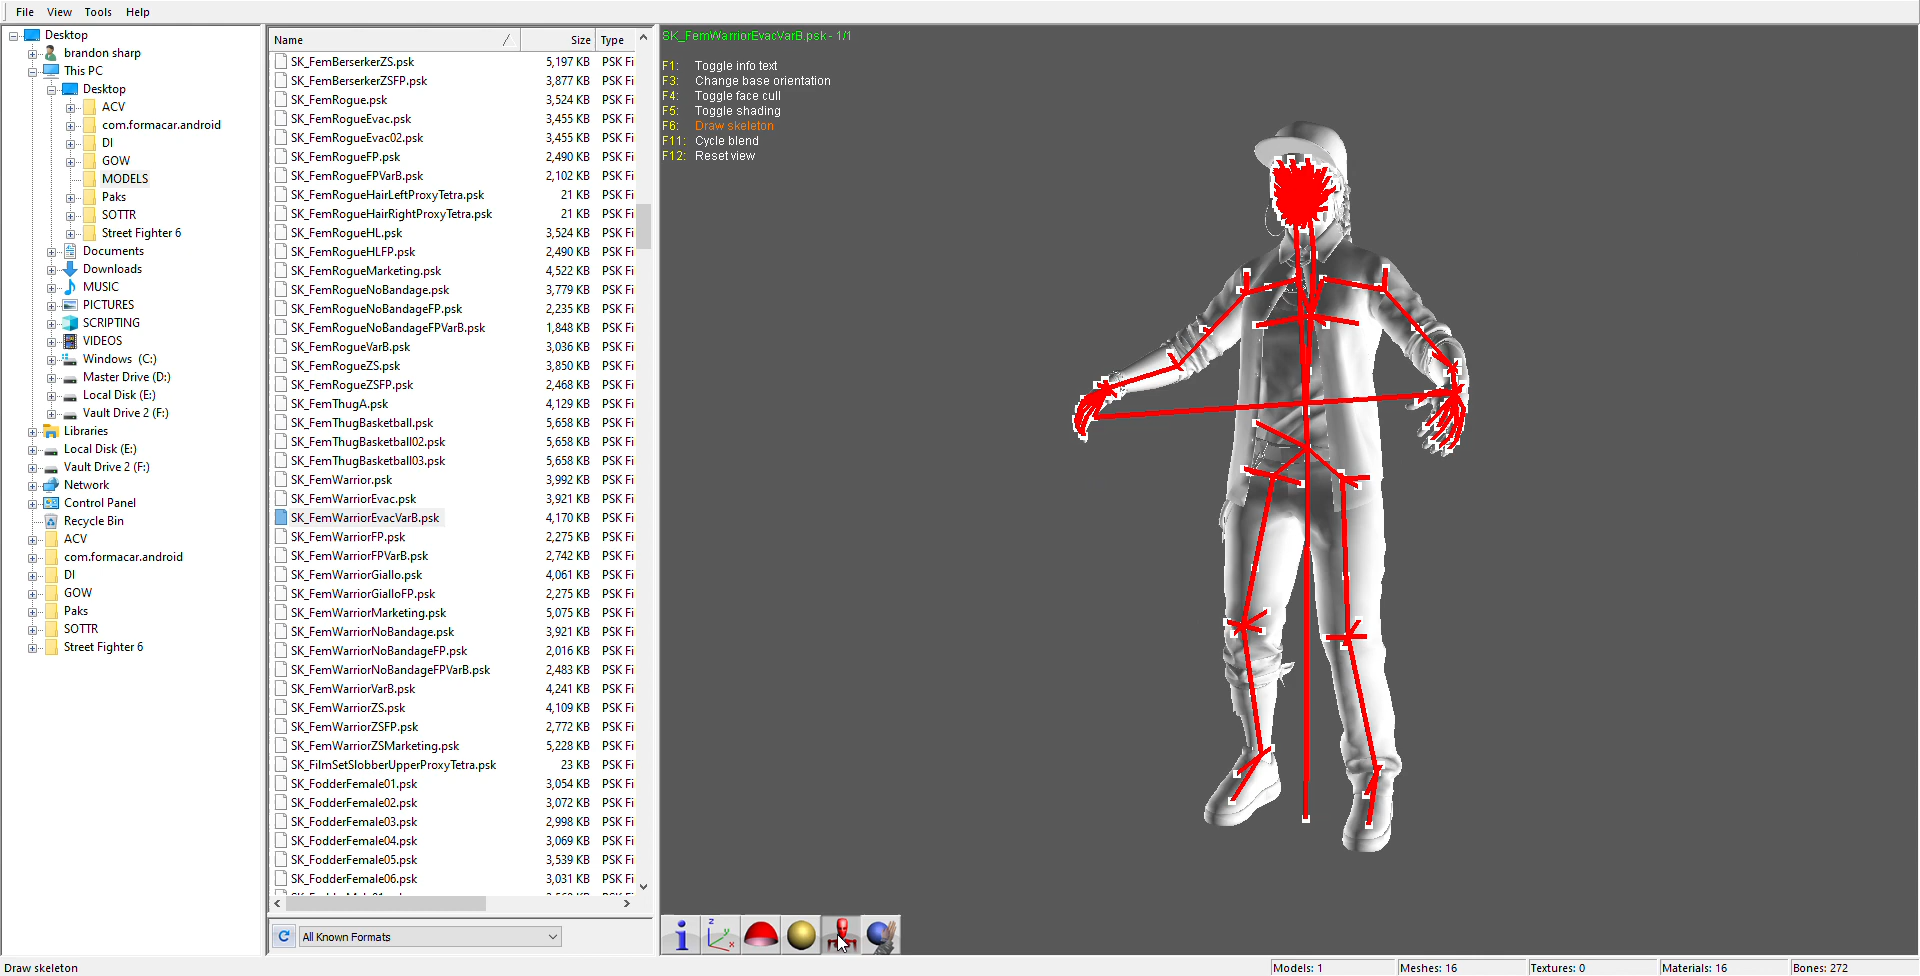 File View Tools Help
Desktop
brandon sharp
This PC
Desktop
ACV
com.formacar.android
DI
GOW
MODELS
Paks
SOTTR
Street Fighter 6
Documents
Downloads
MUSIC
PICTURES
SCRIPTING
VIDEOS
Windows (C:)
Master Drive (D:)
Local Disk (E:)
Vault Drive 2 (F:)
Libraries
Local Disk (E:)
Vault Drive 2 (F:)
Network
Control Panel
Recycle Bin
ACV
com.formacar.android
DI
GOW
Paks
SOTTR
Street Fighter 6
Name Size Type
SK_FemBerserkerZS.psk 5,197 KB PSK Fi
SK_FemBerserkerZSFP.psk 3,877 KB PSK Fi
SK_FemRogue.psk 3,524 KB PSK Fi
SK_FemRogueEvac.psk 3,455 KB PSK Fi
SK_FemRogueEvac02.psk 3,455 KB PSK Fi
SK_FemRogueFP.psk 2,490 KB PSK Fi
SK_FemRogueFPVarB.psk 2,102 KB PSK Fi
SK_FemRogueHairLeftProxyTetra.psk 21 KB PSK Fi
SK_FemRogueHairRightProxyTetra.psk 21 KB PSK Fi
SK_FemRogueHL.psk 3,524 KB PSK Fi
SK_FemRogueHLFP.psk 2,490 KB PSK Fi
SK_FemRogueMarketing.psk 4,522 KB PSK Fi
SK_FemRogueNoBandage.psk 3,779 KB PSK Fi
SK_FemRogueNoBandageFP.psk 2,235 KB PSK Fi
SK_FemRogueNoBandageFPVarB.psk 1,848 KB PSK Fi
SK_FemRogueVarB.psk 3,036 KB PSK Fi
SK_FemRogueZS.psk 3,850 KB PSK Fi
SK_FemRogueZSFP.psk 2,468 KB PSK Fi
SK_FemThugA.psk 4,129 KB PSK Fi
SK_FemThugBasketball.psk 5,658 KB PSK Fi
SK_FemThugBasketball02.psk 5,658 KB PSK Fi
SK_FemThugBasketball03.psk 5,658 KB PSK Fi
SK_FemWarrior.psk 3,992 KB PSK Fi
SK_FemWarriorEvac.psk 3,921 KB PSK Fi
SK_FemWarriorEvacVarB.psk 4,170 KB PSK Fi
SK_FemWarriorFP.psk 2,275 KB PSK Fi
SK_FemWarriorFPVarB.psk 2,742 KB PSK Fi
SK_FemWarriorGiallo.psk 4,061 KB PSK Fi
SK_FemWarriorGialloFP.psk 2,275 KB PSK Fi
SK_FemWarriorMarketing.psk 5,075 KB PSK Fi
SK_FemWarriorNoBandage.psk 3,921 KB PSK Fi
SK_FemWarriorNoBandageFP.psk 2,016 KB PSK Fi
SK_FemWarriorNoBandageFPVarB.psk 2,483 KB PSK Fi
SK_FemWarriorVarB.psk 4,241 KB PSK Fi
SK_FemWarriorZS.psk 4,109 KB PSK Fi
SK_FemWarriorZSFP.psk 2,772 KB PSK Fi
SK_FemWarriorZSMarketing.psk 5,228 KB PSK Fi
SK_FilmSetSlobberUpperProxyTetra.psk 23 KB PSK Fi
SK_FodderFemale01.psk 3,054 KB PSK Fi
SK_FodderFemale02.psk 3,072 KB PSK Fi
SK_FodderFemale03.psk 2,998 KB PSK Fi
SK_FodderFemale04.psk 3,069 KB PSK Fi
SK_FodderFemale05.psk 3,539 KB PSK Fi
SK_FodderFemale06.psk 3,031 KB PSK Fi
All Known Formats
SK_FemWarriorEvacVarB.psk - 1/1
F1: Toggle info text
F3: Change base orientation
F4: Toggle face cull
F5: Toggle shading
F6: Draw skeleton
F11: Cycle blend
F12: Reset view
z y x
Draw skeleton Models: 1 Meshes: 16 Textures: 0 Materials: 16 Bones: 272